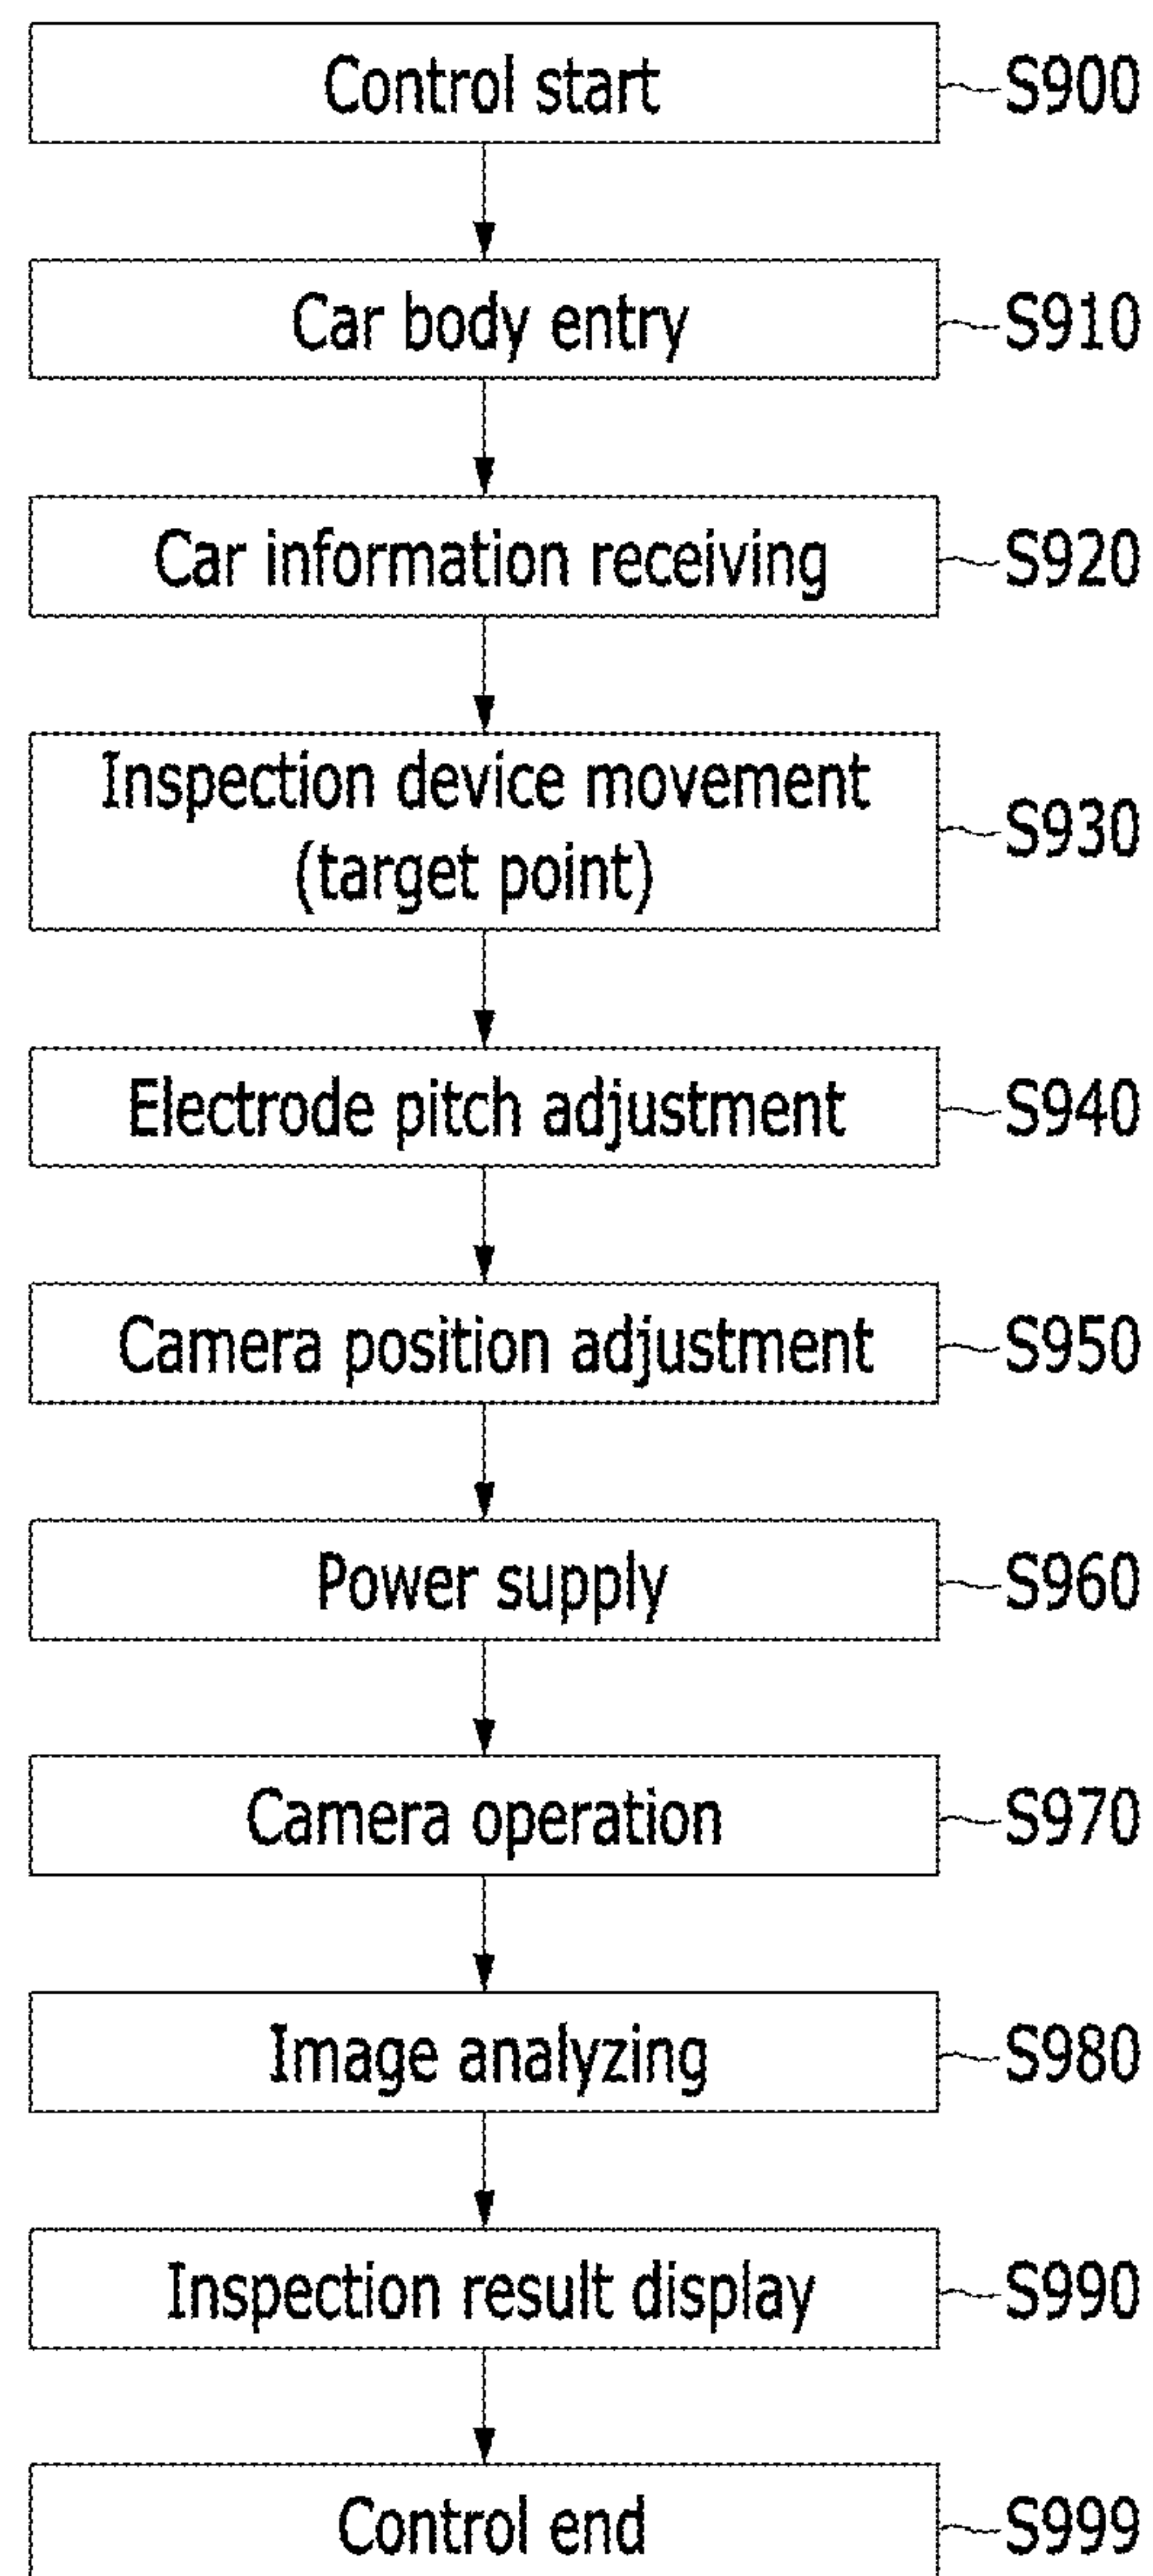 Control start S900
Car body entry S910
Car information receiving S920
Inspection device movement
(target point) S930
Electrode pitch adjustment S940
Camera position adjustment S950
Power supply S960
Camera operation S970
Image analyzing S980
Inspection result display S990
Control end S999